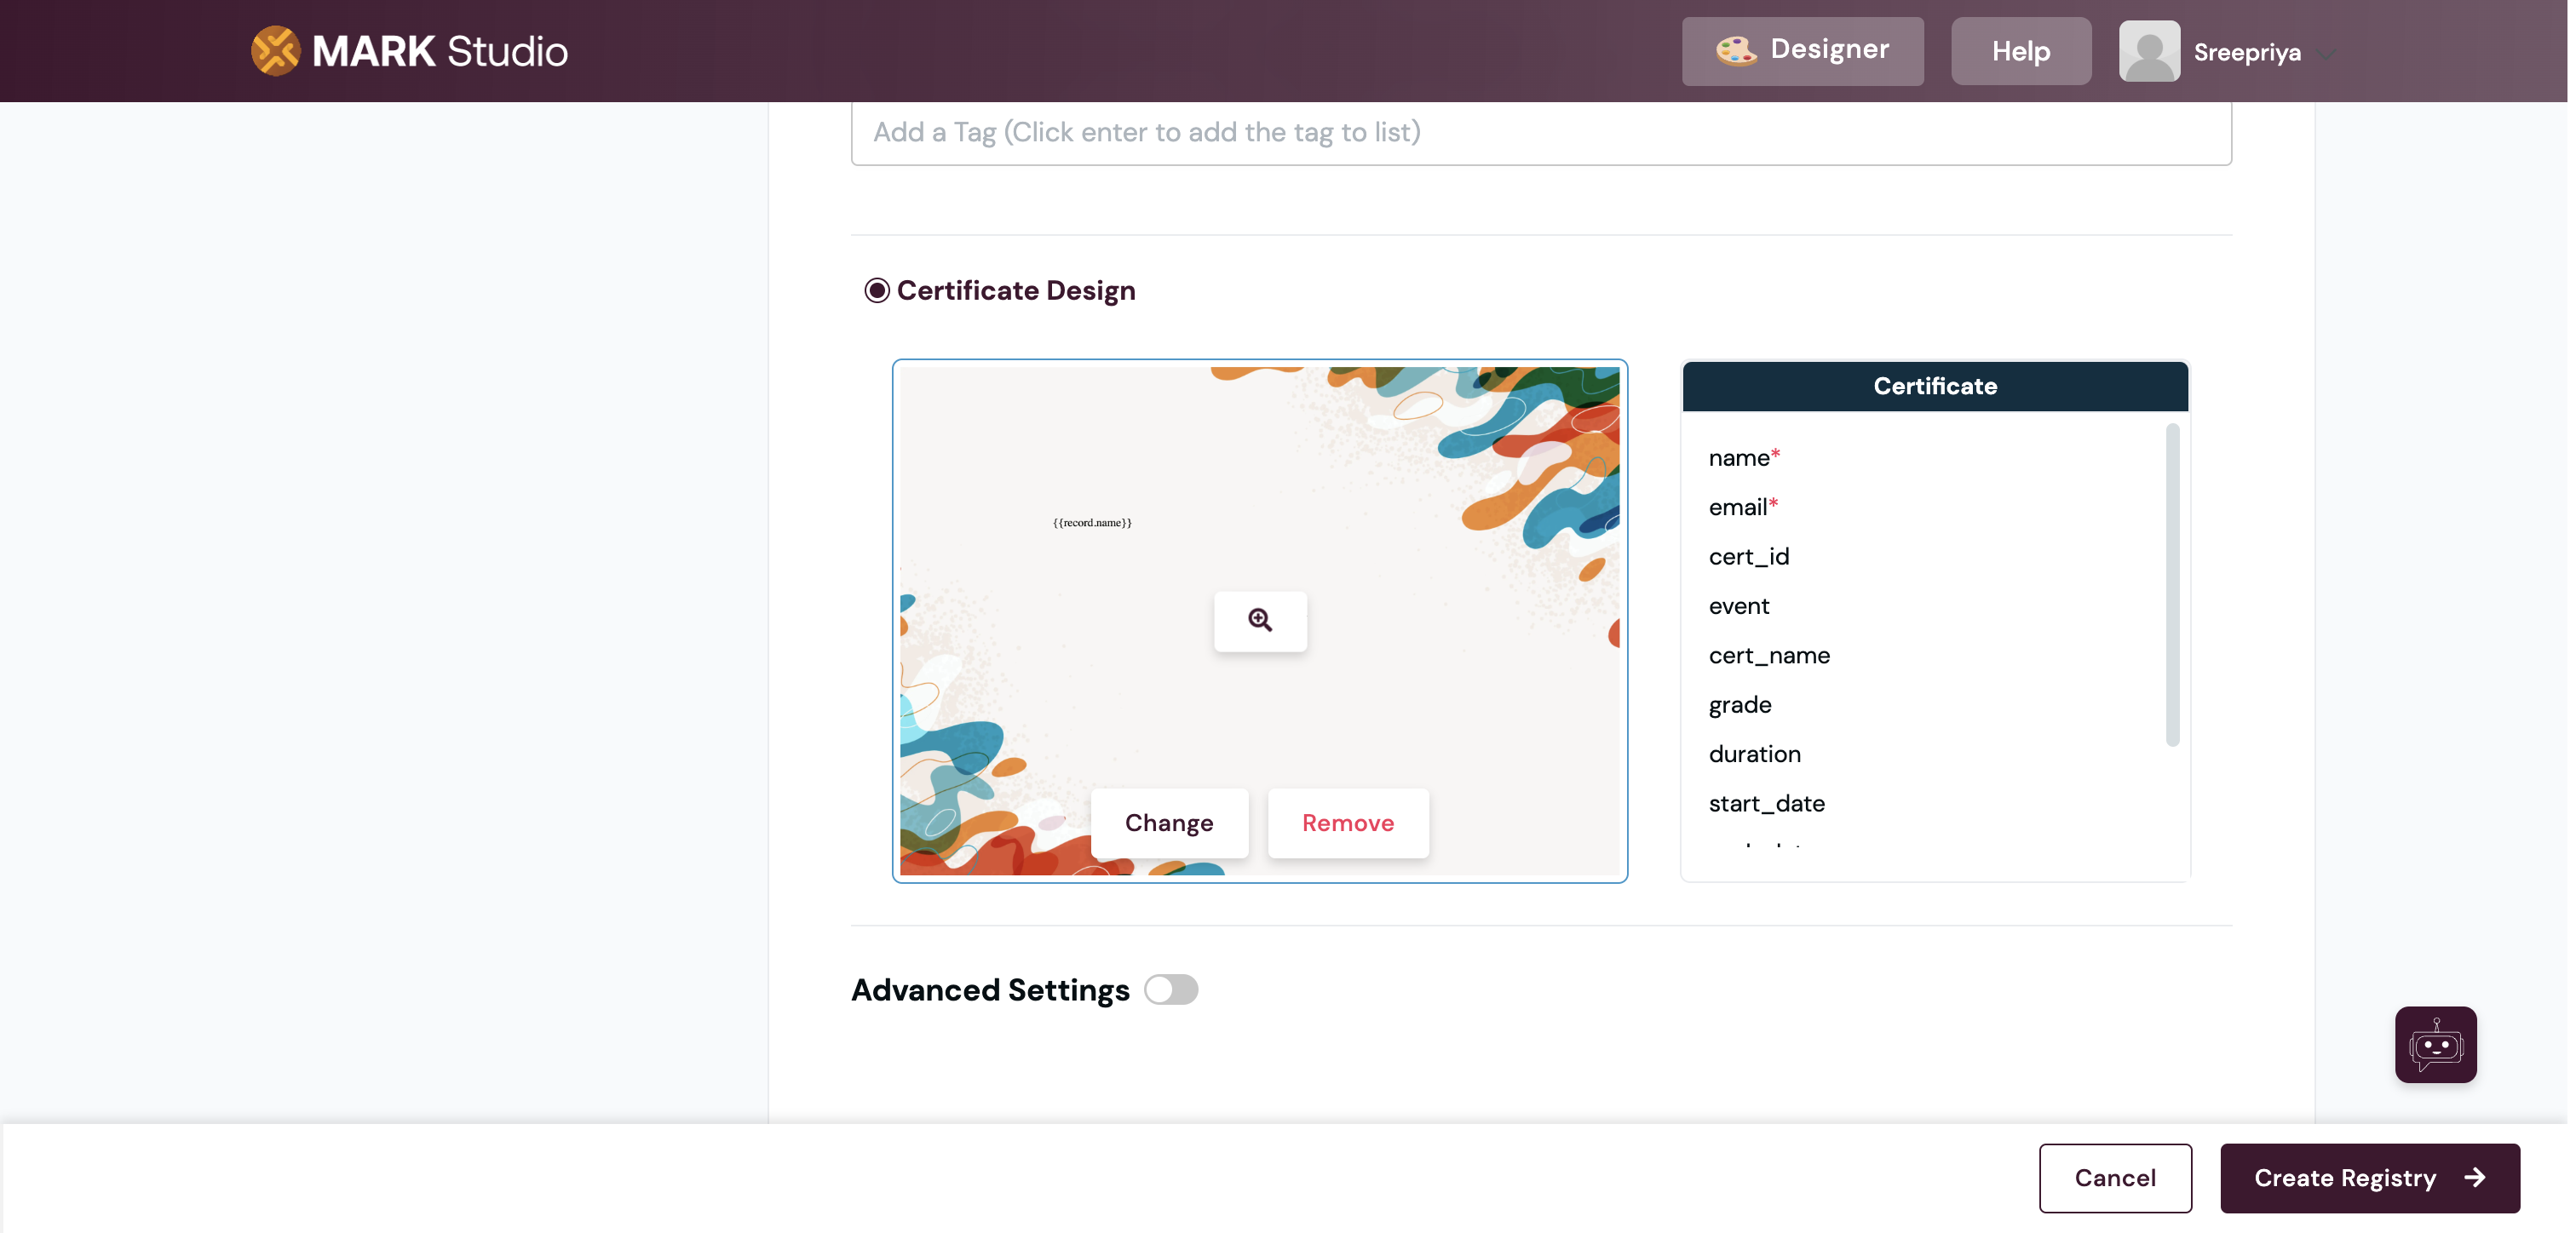 MARK Studio
Designer
Help
Sreepriya
Add a Tag (Click enter to add the tag to list)
Certificate Design
{{record.name}}
Change
Remove
Certificate
name*
email*
cert_id
event
cert_name
grade
duration
start_date
Advanced Settings
Cancel
Create Registry